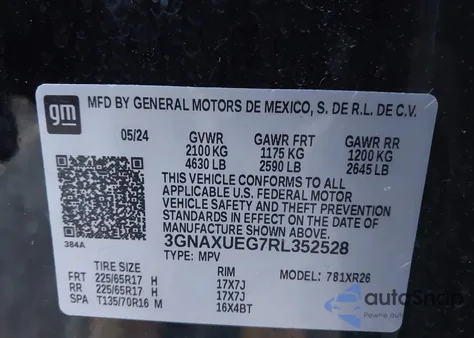 gm
MFD BY GENERAL MOTORS DE MEXICO, S. DE R.L. DE C.V.
05/24 GVWR GAWR FRT GAWR RR
2100 KG 1175 KG 1200 KG
4630 LB 2590 LB 2645 LB
THIS VEHICLE CONFORMS TO ALL
APPLICABLE U.S. FEDERAL MOTOR
VEHICLE SAFETY AND THEFT
PREVENTION STANDARDS IN
EFFECT ON THE DATE OF
MANUFACTURE SHOWN ABOVE.
384A
3GNAXUEG7RL352528
TYPE: MPV MODEL: 781XR26
TIRE SIZE RIM
FRT 225/65R17 H 17X7J
RR 225/65R17 H 17X7J
SPA T135/70R16 M 16X4BT
autoSnap
Pewne auto